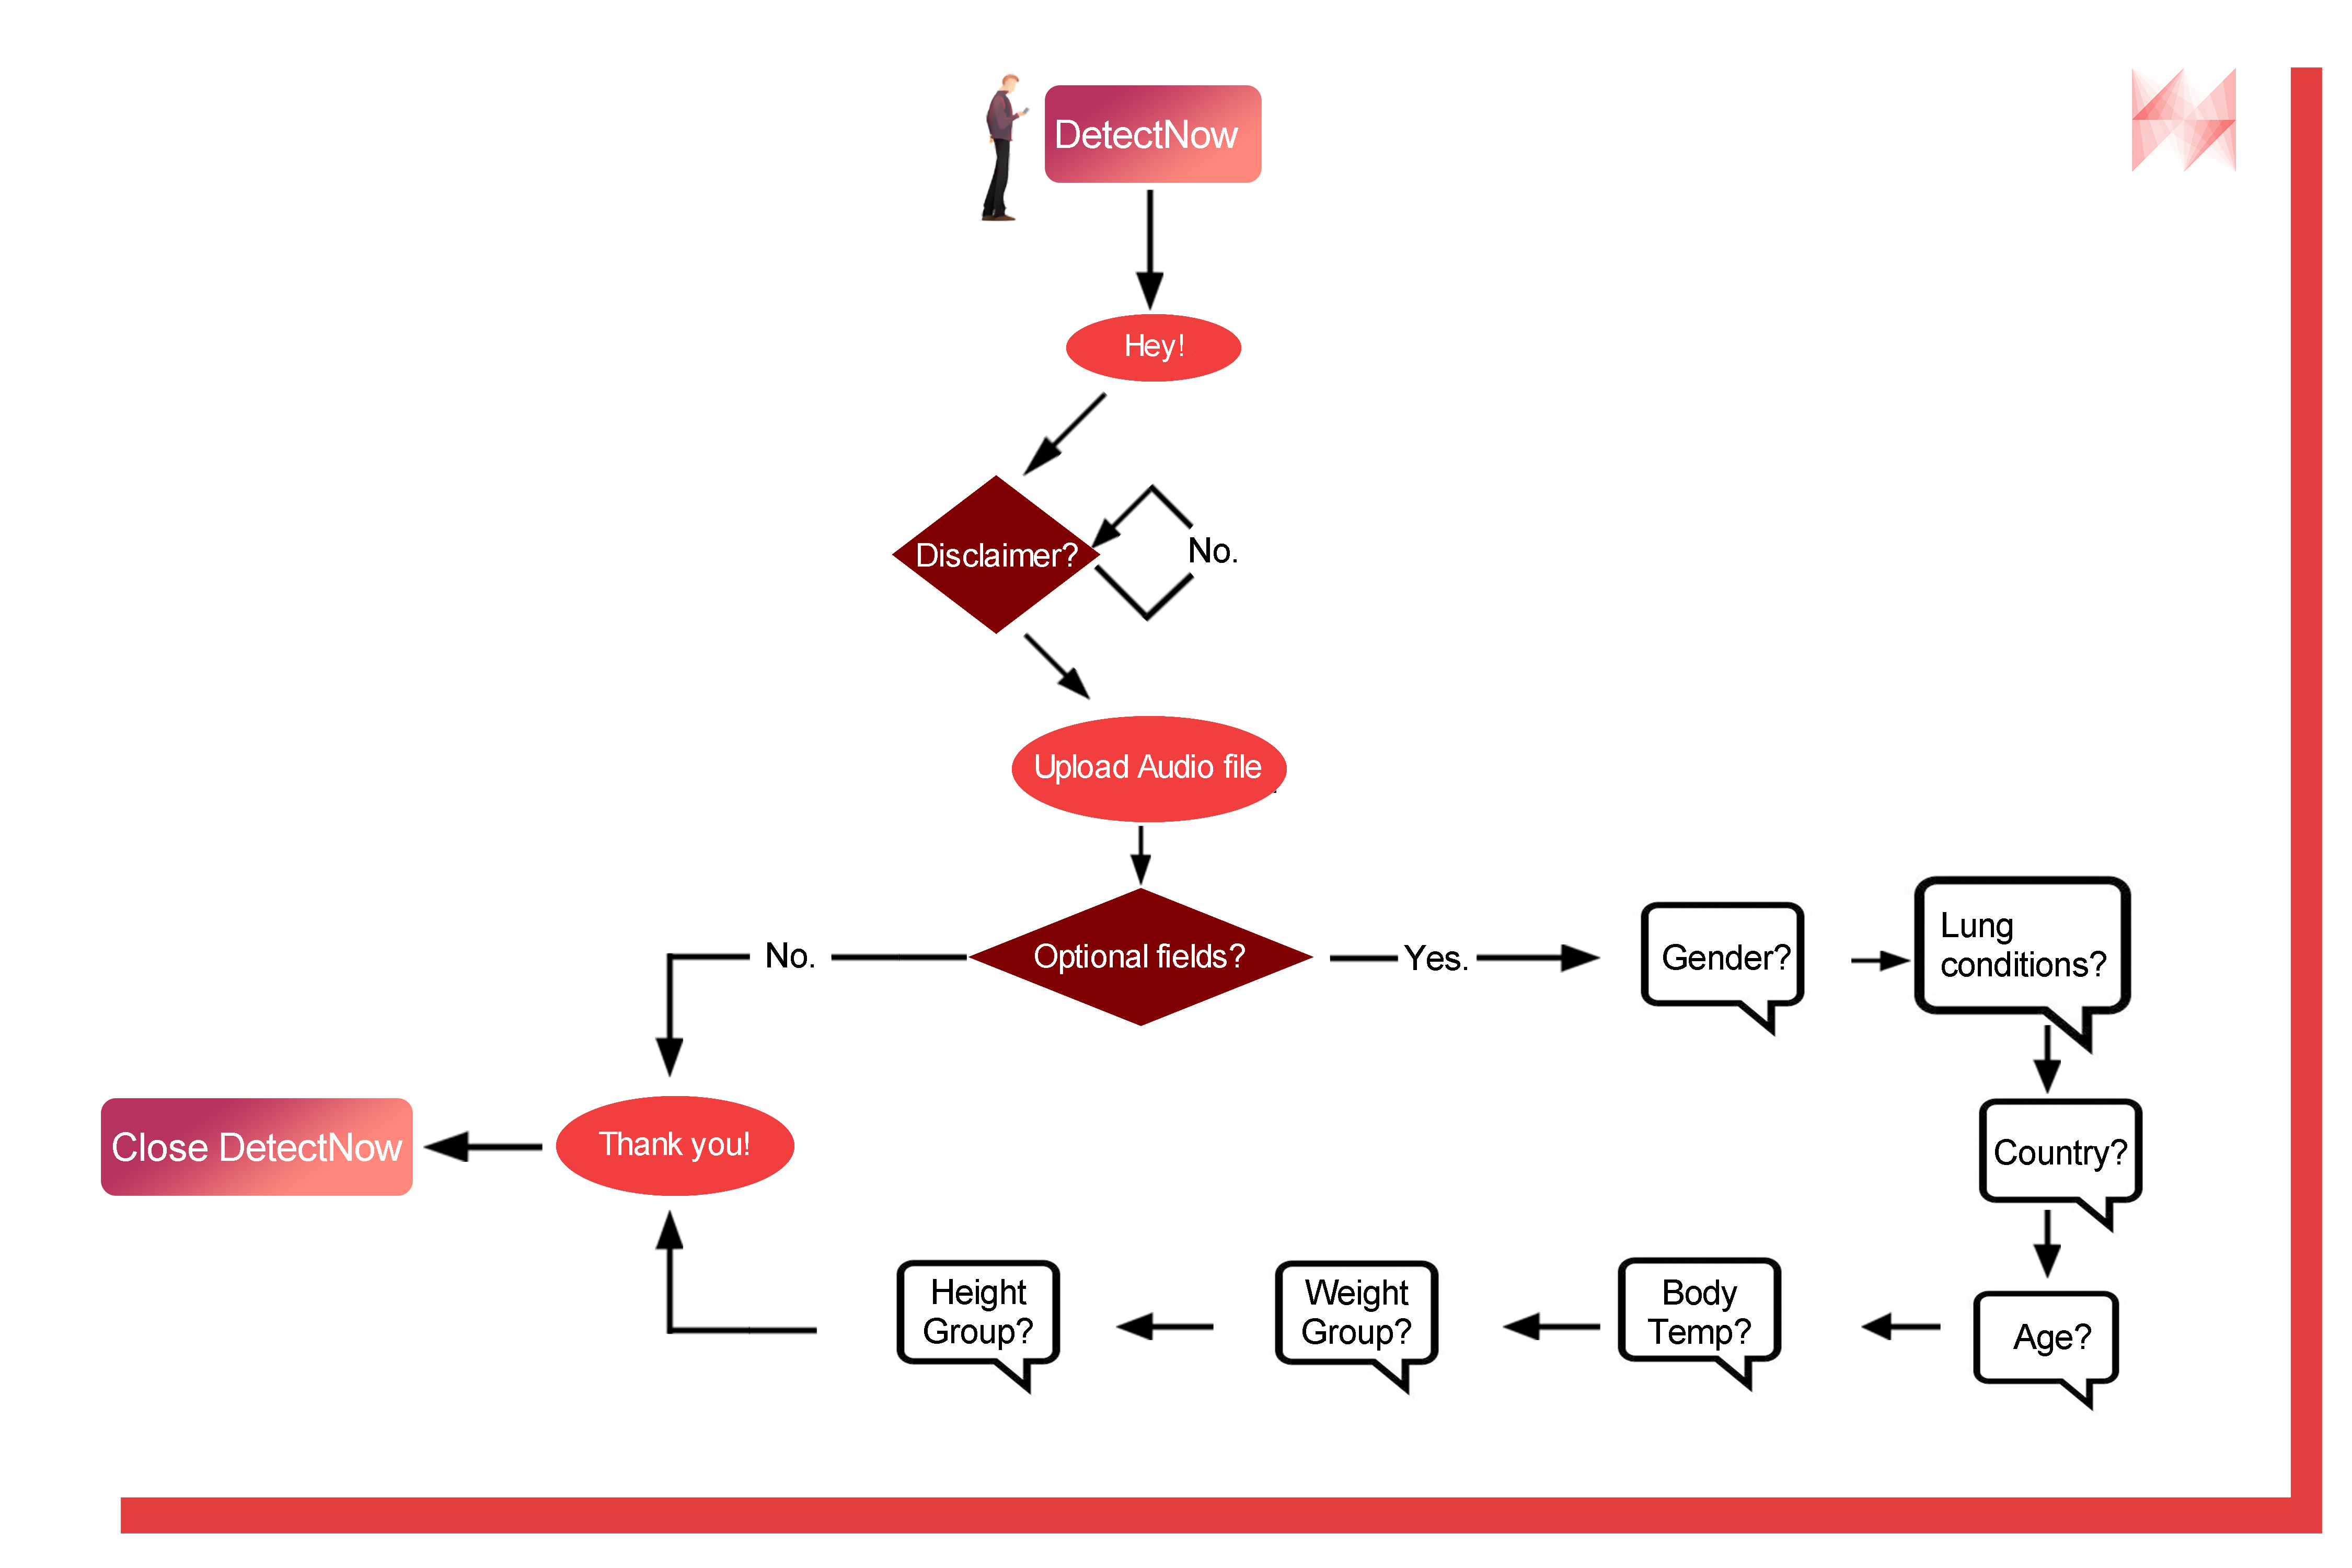 DetectNow
Hey!
Disclaimer?
No.
Upload Audio file
Optional fields?
No.
Yes.
Gender?
Lung
conditions?
Country?
Age?
Body
Temp?
Weight
Group?
Height
Group?
Thank you!
Close DetectNow